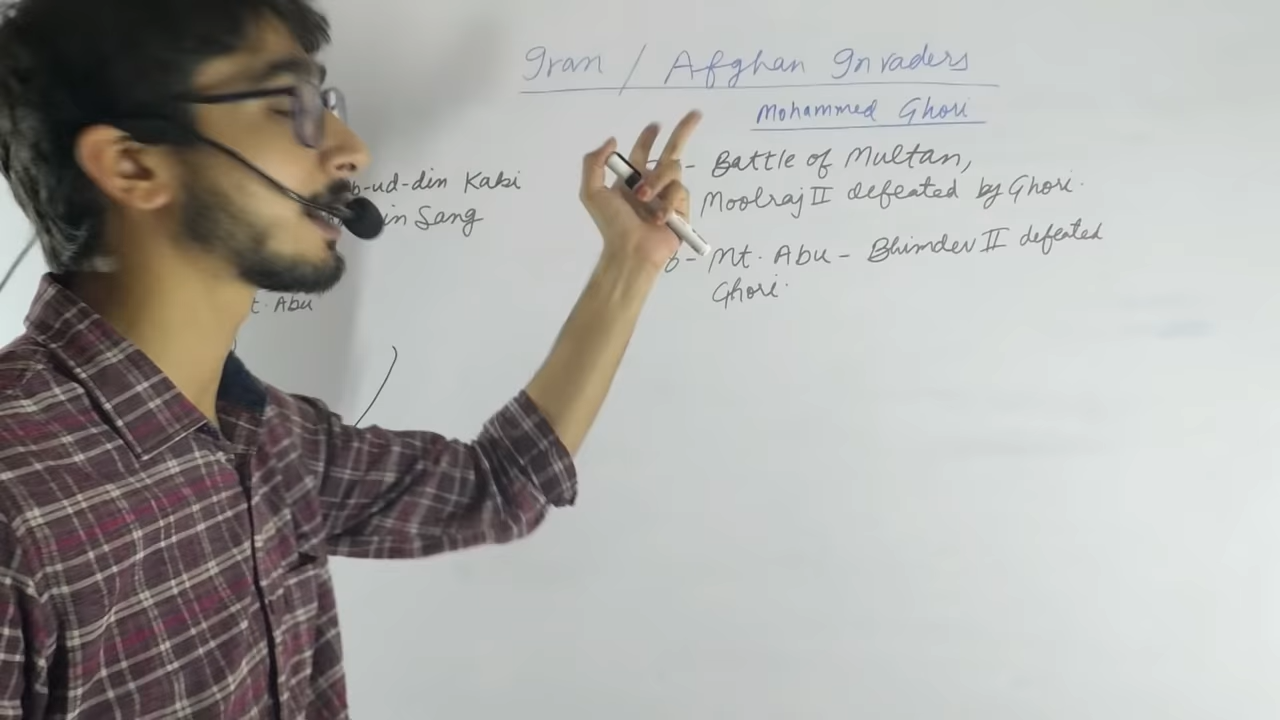 Iran / Afghan Invaders
Mohammed Ghori
- Battle of Multan,
Moolraj II defeated by Ghori.
- Mt. Abu - Bhimdev II defeated
Ghori.
b-ud-din Kaki
in Sang
t. Abu